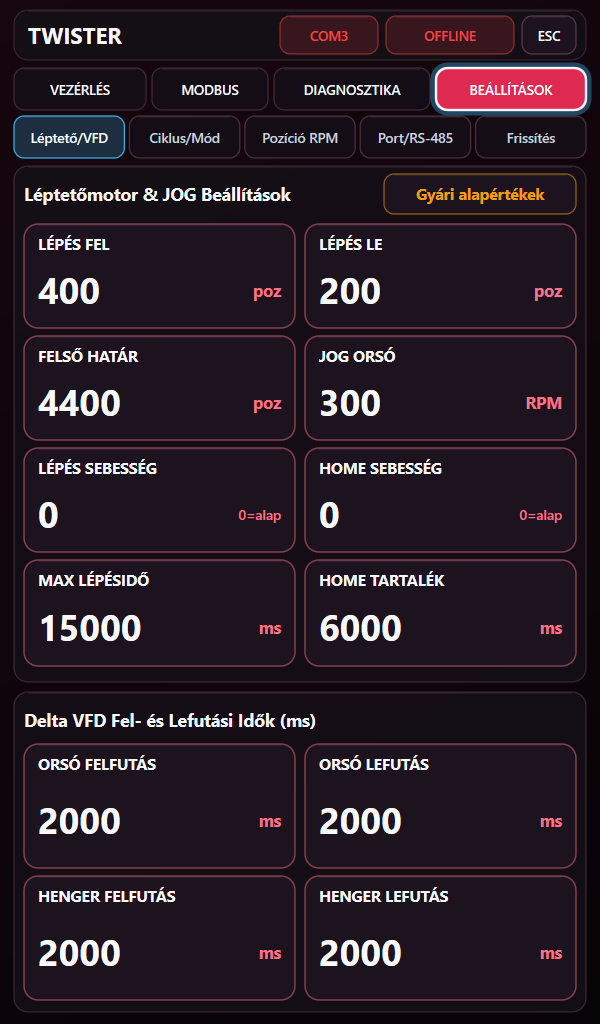 TWISTER COM3 OFFLINE ESC
VEZÉRLÉS MODBUS DIAGNOSZTIKA BEÁLLÍTÁSOK
Léptető/VFD Ciklus/Mód Pozíció RPM Port/RS-485 Frissítés
Léptetőmotor & JOG Beállítások Gyári alapértékek
LÉPÉS FEL LÉPÉS LE
400 poz 200 poz
FELSŐ HATÁR JOG ORSÓ
4400 poz 300 RPM
LÉPÉS SEBESSÉG HOME SEBESSÉG
0 0=alap 0 0=alap
MAX LÉPÉSIDŐ HOME TARTALÉK
15000 ms 6000 ms
Delta VFD Fel- és Lefutási Idők (ms)
ORSÓ FELFUTÁS ORSÓ LEFUTÁS
2000 ms 2000 ms
HENGER FELFUTÁS HENGER LEFUTÁS
2000 ms 2000 ms